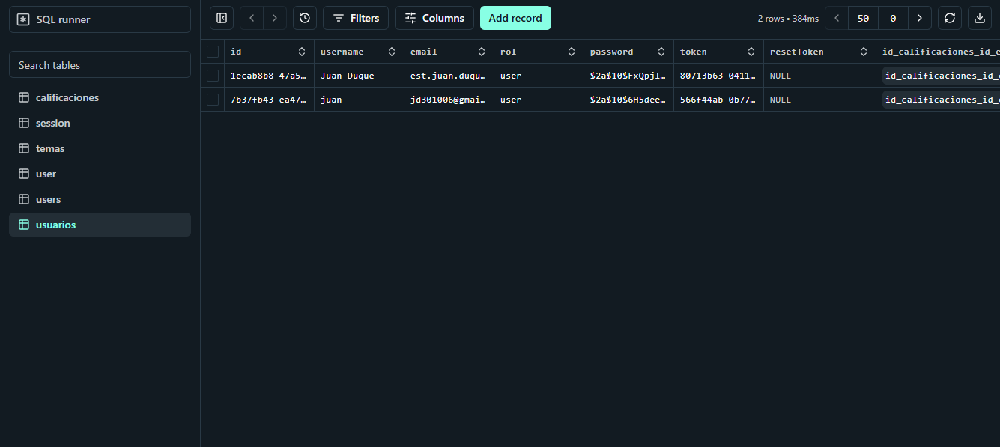 SQL runner
Search tables
calificaciones
session
temas
user
users
usuarios
Filters Columns Add record 2 rows • 384ms 50 0
id username email rol password token resetToken id_calificaciones_id_e
1ecab8b8-47a5… Juan Duque est.juan.duqu… user $2a$10$FxQpjl… 80713b63-0411… NULL id_calificaciones_id_
7b37fb43-ea47… juan jd301006@gmai… user $2a$10$6H5dee… 566f44ab-0b77… NULL id_calificaciones_id_